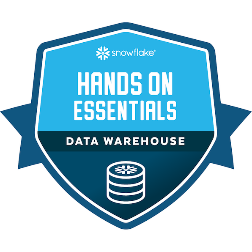 snowflake®
HANDS ON
ESSENTIALS
DATA WAREHOUSE